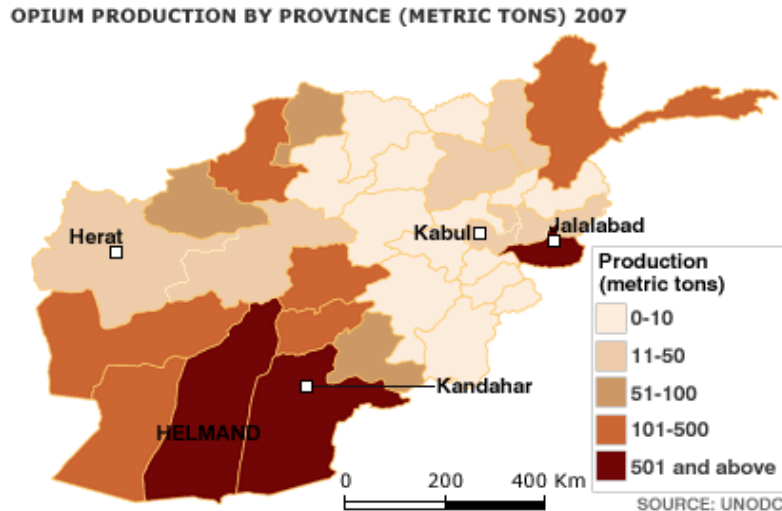 OPIUM PRODUCTION BY PROVINCE (METRIC TONS) 2007
Herat
Kabul
Jalalabad
Kandahar
HELMAND
Production
(metric tons)
0-10
11-50
51-100
101-500
501 and above
0 200 400 Km
SOURCE: UNODC